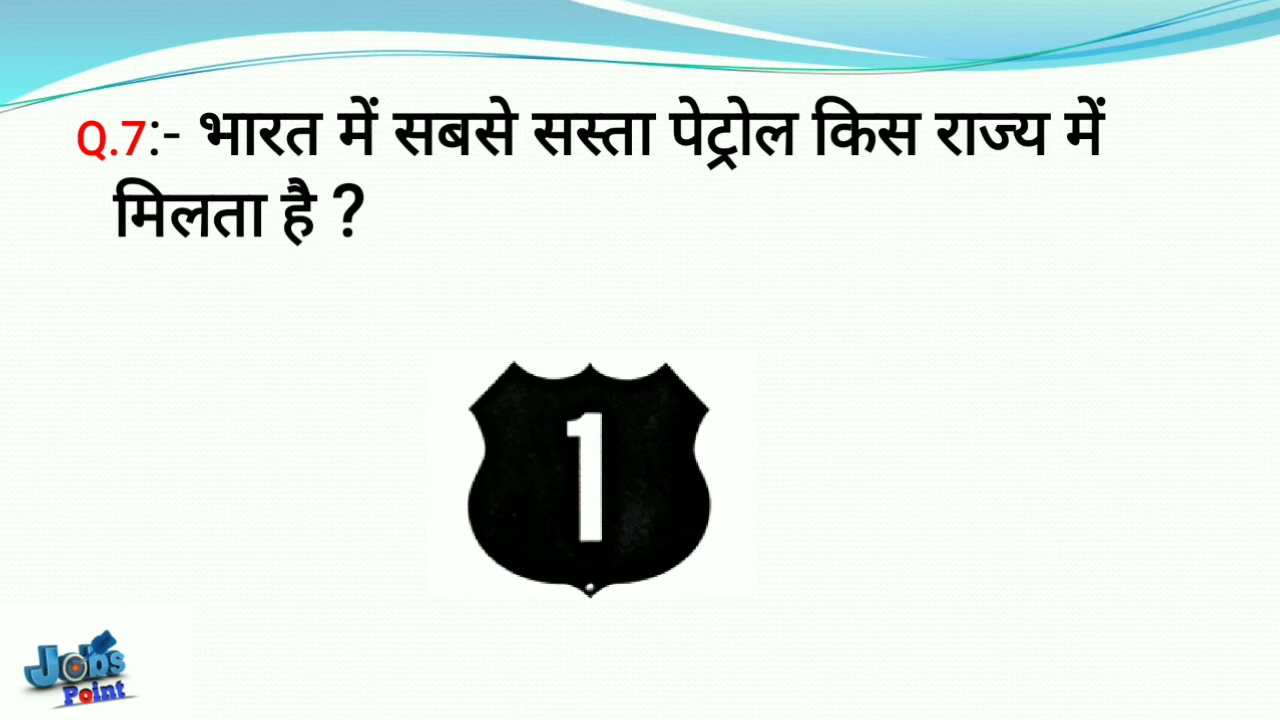 Q.7:- भारत में सबसे सस्ता पेट्रोल किस राज्य में
मिलता है ?
1
Jobs
Point